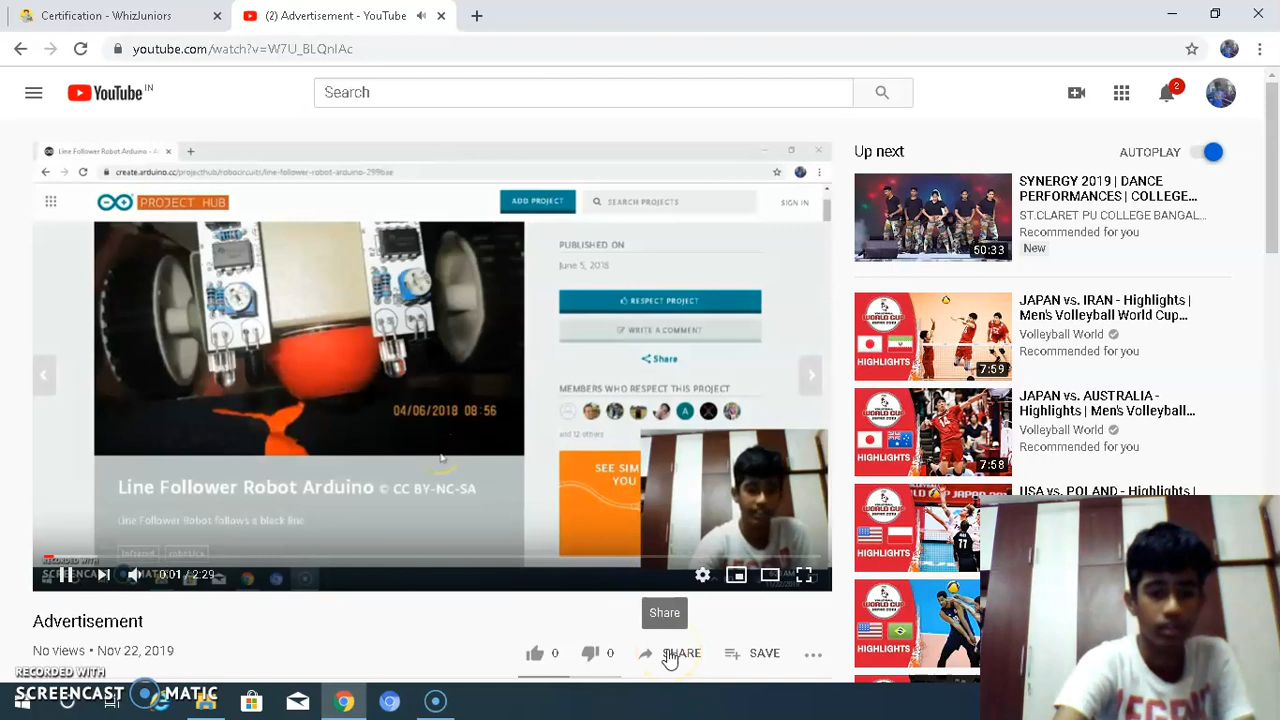 Certification - WhizJuniors
(2) Advertisement - YouTube
youtube.com/watch?v=W7U_BLQnIAc
YouTube IN
Search
2
Line Follower Robot Arduino - A
create.arduino.cc/projecthub/robocircuits/line-follower-robot-arduino-299bae
PROJECT HUB
ADD PROJECT
SEARCH PROJECTS
SIGN IN
PUBLISHED ON
June 5, 2018
RESPECT PROJECT
WRITE A COMMENT
Share
MEMBERS WHO RESPECT THIS PROJECT
A
and 12 others
04/06/2018 08:56
SEE SIM
YOU
Line Follower Robot Arduino © CC BY-NC-SA
Line Follower Robot follows a black line
infrared robotics
RECORDED WITH
0:01 / 2:29
Advertisement
No views • Nov 22, 2019
Share
0
0
SHARE
SAVE
Up next
AUTOPLAY
SYNERGY 2019 | DANCE
PERFORMANCES | COLLEGE...
ST.CLARET PU COLLEGE BANGAL...
Recommended for you
New
50:33
JAPAN vs. IRAN - Highlights |
Men's Volleyball World Cup...
Volleyball World
Recommended for you
HIGHLIGHTS
7:59
JAPAN vs. AUSTRALIA -
Highlights | Men's Volleyball...
Volleyball World
Recommended for you
HIGHLIGHTS
7:58
USA vs. POLAND - Highlights |
HIGHLIGHTS
HIGHLIGHTS
RECORDED WITH
SCREENCAST MATIC